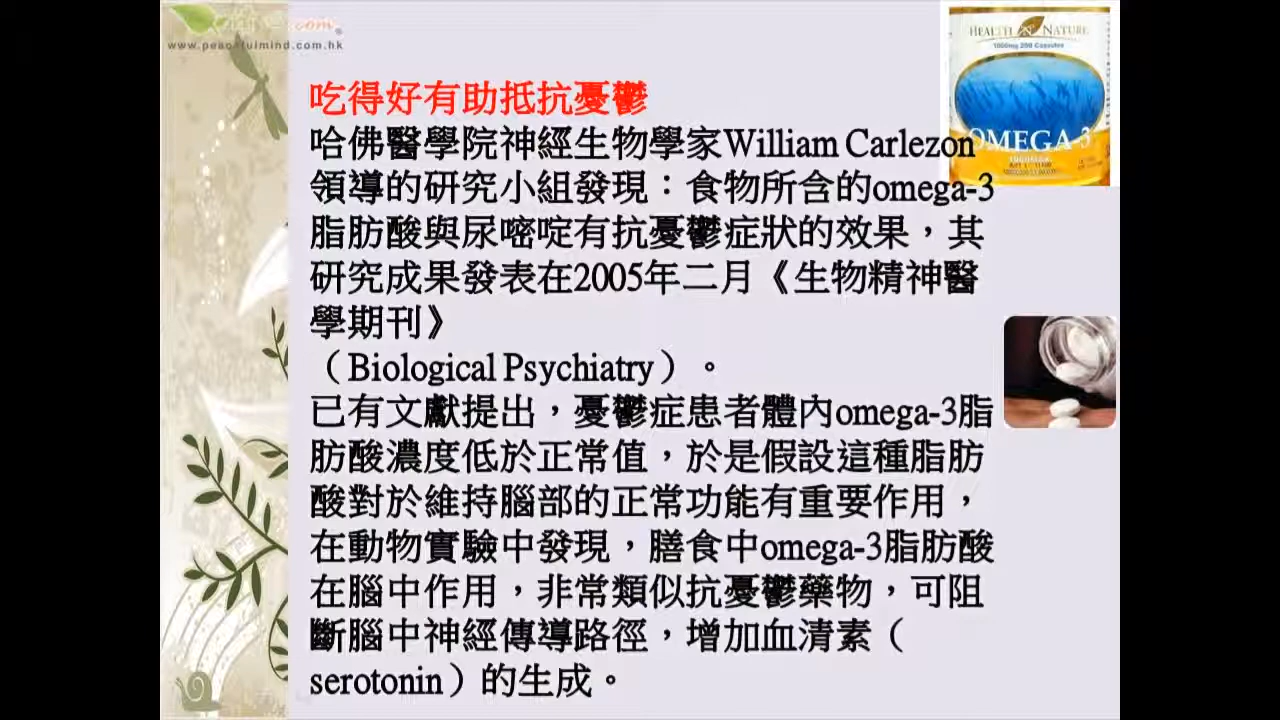 www.peacefulmind.com.hk
HEALTH & NATURE
1000mg 200 Capsules
OMEGA-3
吃得好有助抵抗憂鬱
哈佛醫學院神經生物學家William Carlezon
領導的研究小組發現：食物所含的omega-3
脂肪酸與尿嘧啶有抗憂鬱症狀的效果，其
研究成果發表在2005年二月《生物精神醫
學期刊》
（Biological Psychiatry）。
已有文獻提出，憂鬱症患者體內omega-3脂
肪酸濃度低於正常值，於是假設這種脂肪
酸對於維持腦部的正常功能有重要作用，
在動物實驗中發現，膳食中omega-3脂肪酸
在腦中作用，非常類似抗憂鬱藥物，可阻
斷腦中神經傳導路徑，增加血清素（
serotonin）的生成。